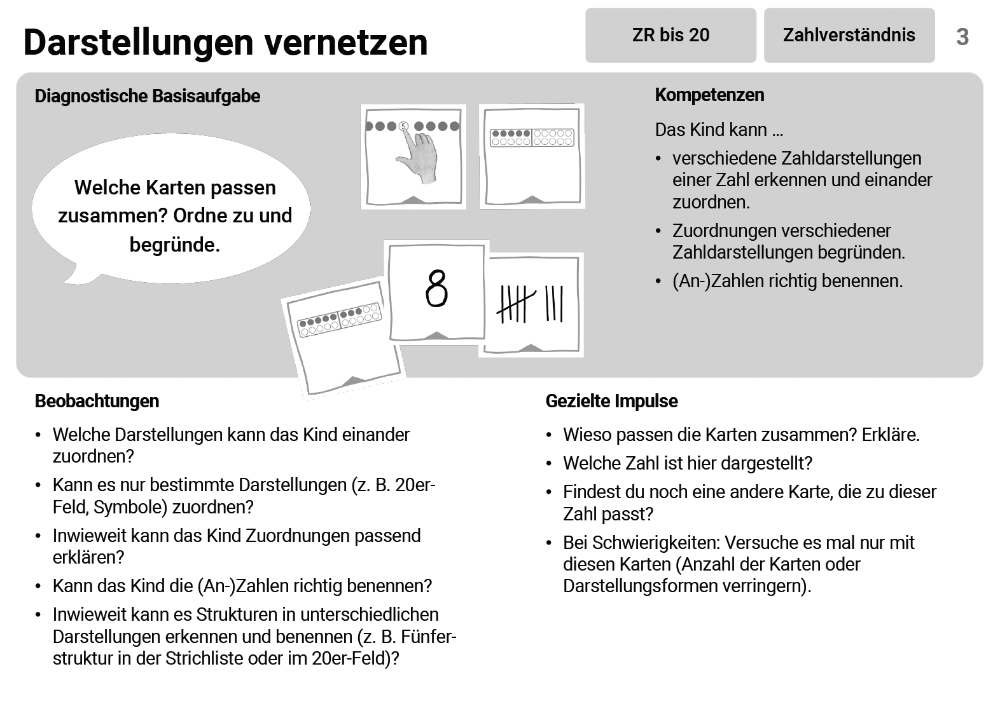 Darstellungen vernetzen
ZR bis 20
Zahlverständnis
3
Diagnostische Basisaufgabe
Welche Karten passen
zusammen? Ordne zu und
begründe.
5
8
Kompetenzen
Das Kind kann ...
• verschiedene Zahldarstellungen
einer Zahl erkennen und einander
zuordnen.
• Zuordnungen verschiedener
Zahldarstellungen begründen.
• (An-)Zahlen richtig benennen.
Beobachtungen
• Welche Darstellungen kann das Kind einander
zuordnen?
• Kann es nur bestimmte Darstellungen (z. B. 20er-
Feld, Symbole) zuordnen?
• Inwieweit kann das Kind Zuordnungen passend
erklären?
• Kann das Kind die (An-)Zahlen richtig benennen?
• Inwieweit kann es Strukturen in unterschiedlichen
Darstellungen erkennen und benennen (z. B. Fünfer-
struktur in der Strichliste oder im 20er-Feld)?
Gezielte Impulse
• Wieso passen die Karten zusammen? Erkläre.
• Welche Zahl ist hier dargestellt?
• Findest du noch eine andere Karte, die zu dieser
Zahl passt?
• Bei Schwierigkeiten: Versuche es mal nur mit
diesen Karten (Anzahl der Karten oder
Darstellungsformen verringern).